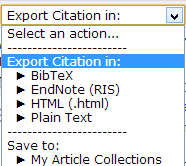 Export Citation in:
Select an action...
------------------------
Export Citation in:
► BibTeX
► EndNote (RIS)
► HTML (.html)
► Plain Text
------------------------
Save to:
► My Article Collections